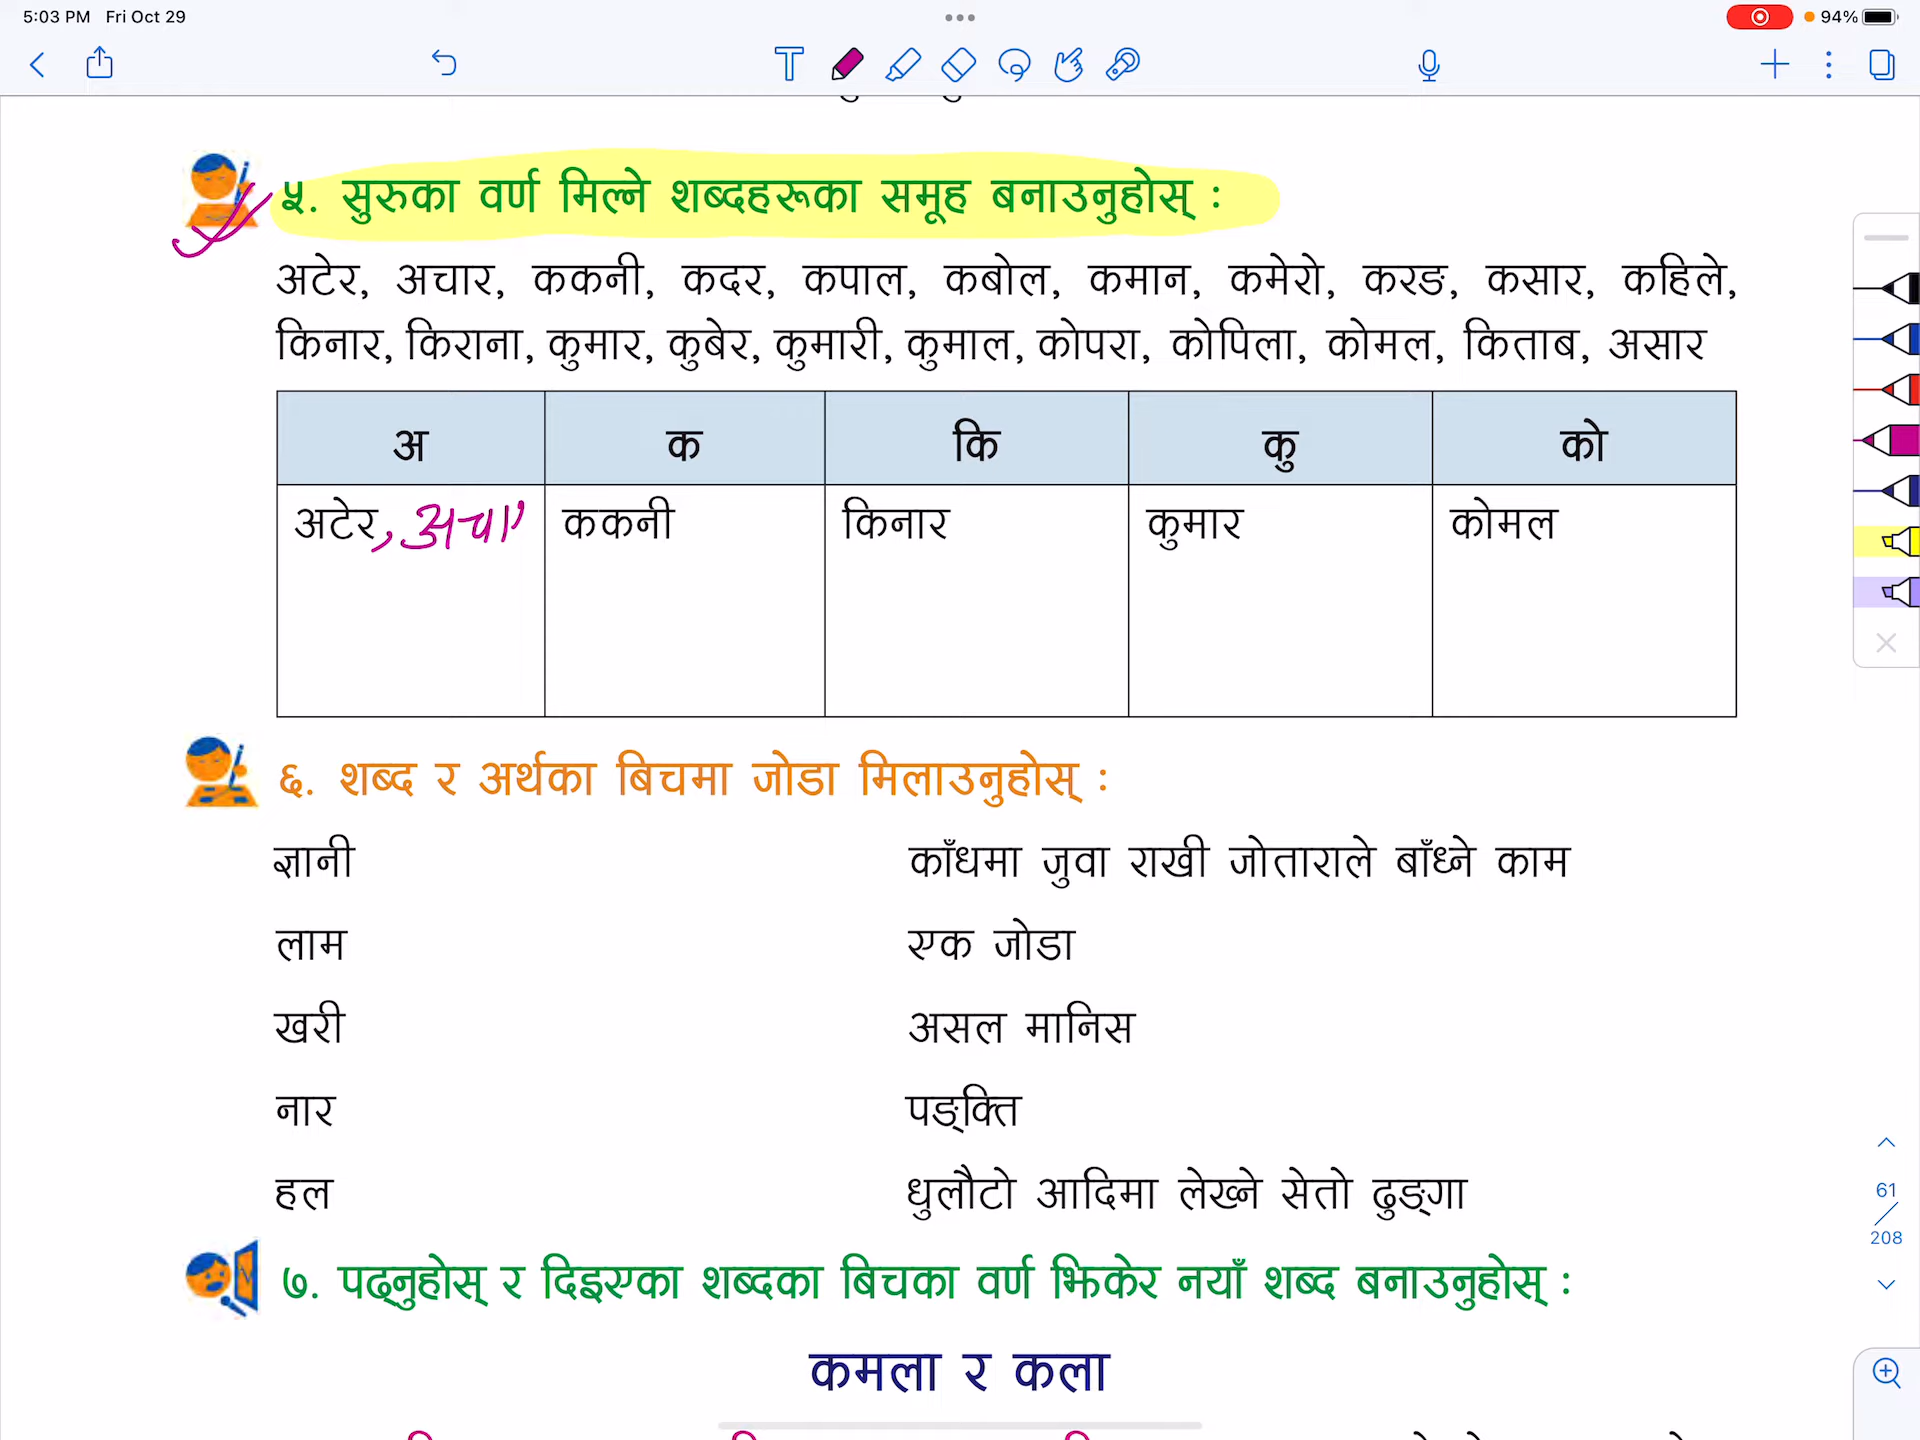 5:03 PM Fri Oct 29
94%
५. सुरुका वर्ण मिल्ने शब्दहरूका समूह बनाउनुहोस् :
अटेर, अचार, ककनी, कदर, कपाल, कबोल, कमान, कमेरो, करङ, कसार, कहिले,
किनार, किराना, कुमार, कुबेर, कुमारी, कुमाल, कोपरा, कोपिला, कोमल, किताब, असार
अ क कि कु को
अटेर, अचा ककनी किनार कुमार कोमल
६. शब्द र अर्थका बिचमा जोडा मिलाउनुहोस् :
ज्ञानी काँधमा जुवा राखी जोताराले बाँध्ने काम
लाम एक जोडा
खरी असल मानिस
नार पङ्क्ति
हल धुलौटो आदिमा लेख्ने सेतो ढुङ्गा
61
208
७. पढ्नुहोस् र दिइएका शब्दका बिचका वर्ण झिकेर नयाँ शब्द बनाउनुहोस् :
कमला र कला